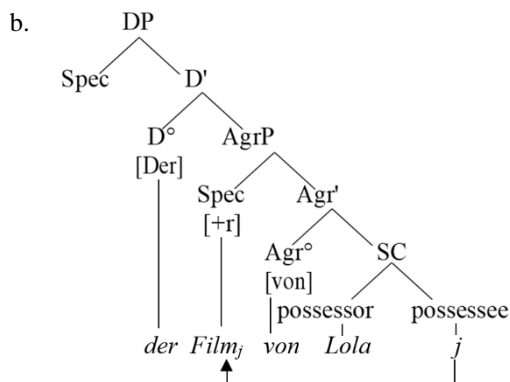 b. DP
Spec D'
D° AgrP
[Der] Spec Agr'
[+r] Agr° SC
[von] possessor possessee
der Filmj von Lola j